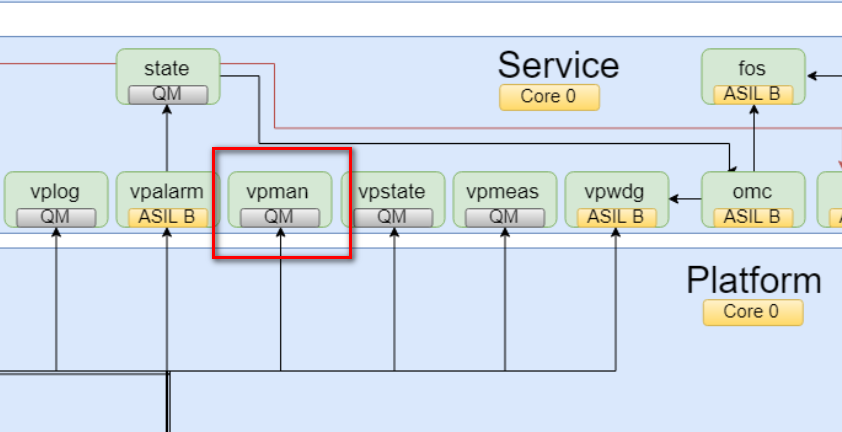 state
QM
Service
Core 0
fos
ASIL B
vplog
QM
vpalarm
ASIL B
vpman
QM
vpstate
QM
vpmeas
QM
vpwdg
ASIL B
omc
ASIL B
Platform
Core 0